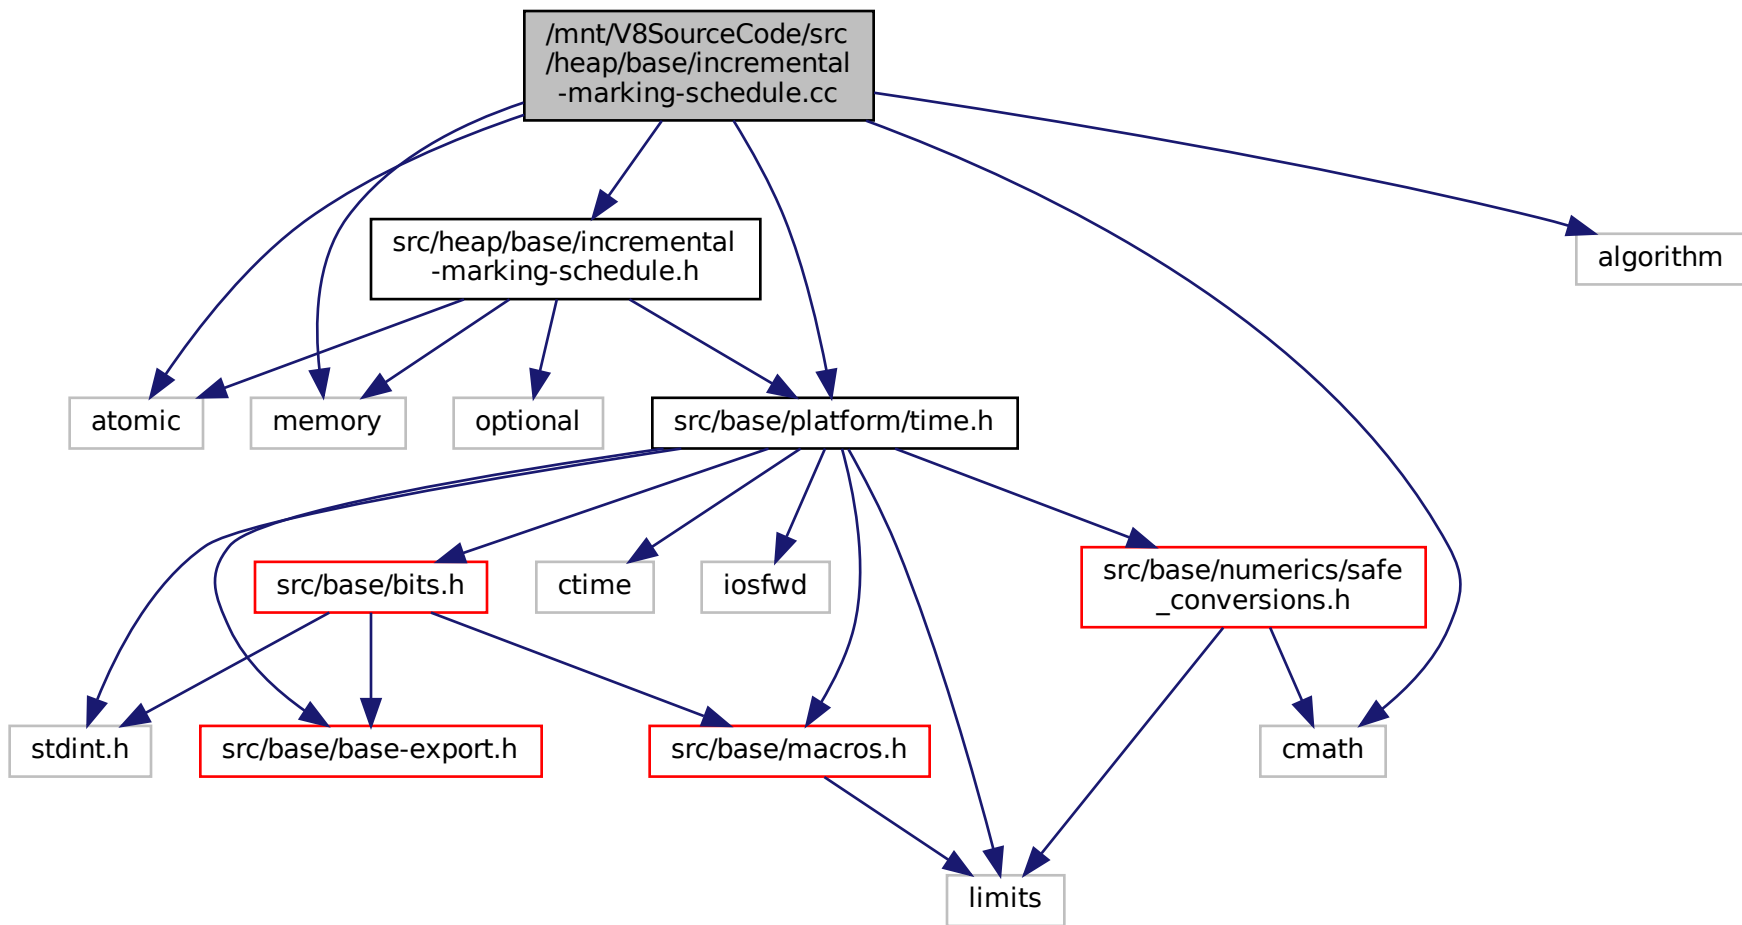 /mnt/V8SourceCode/src
/heap/base/incremental
-marking-schedule.cc
src/heap/base/incremental
-marking-schedule.h
algorithm
atomic
memory
optional
src/base/platform/time.h
src/base/bits.h
ctime
iosfwd
src/base/numerics/safe
_conversions.h
stdint.h
src/base/base-export.h
src/base/macros.h
cmath
limits